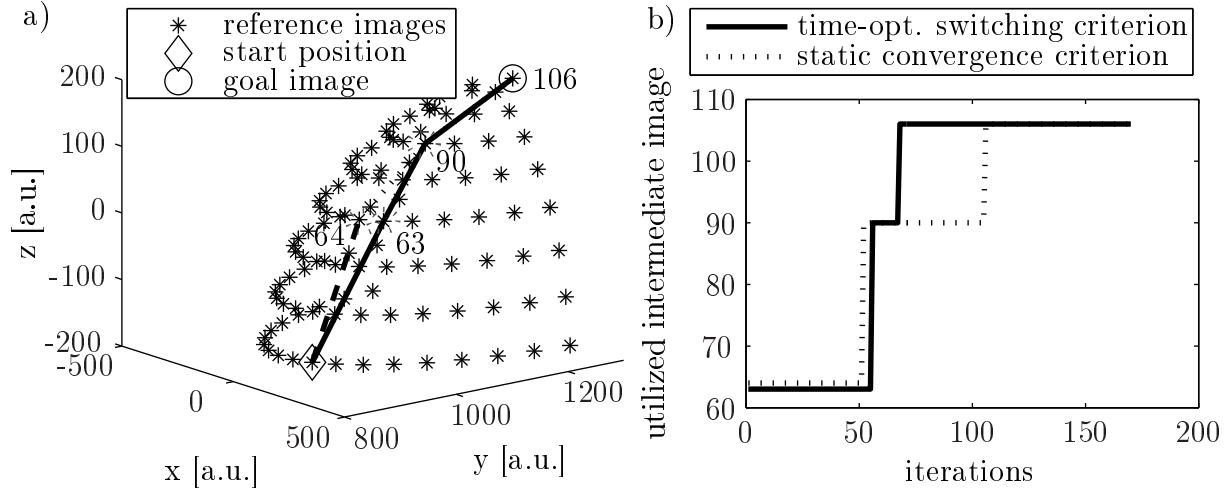 a)
reference images
start position
goal image
106
90
64
63
200
100
0
-100
-200
z [a.u.]
-500
0
500
x [a.u.]
800
1000
1200
y [a.u.]
b)
time-opt. switching criterion
static convergence criterion
utilized intermediate image
110
100
90
80
70
60
0
50
100
150
200
iterations